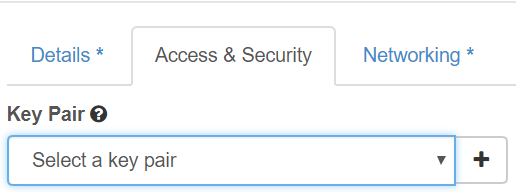 Details * Access & Security Networking *
Key Pair ?
Select a key pair ▼ +